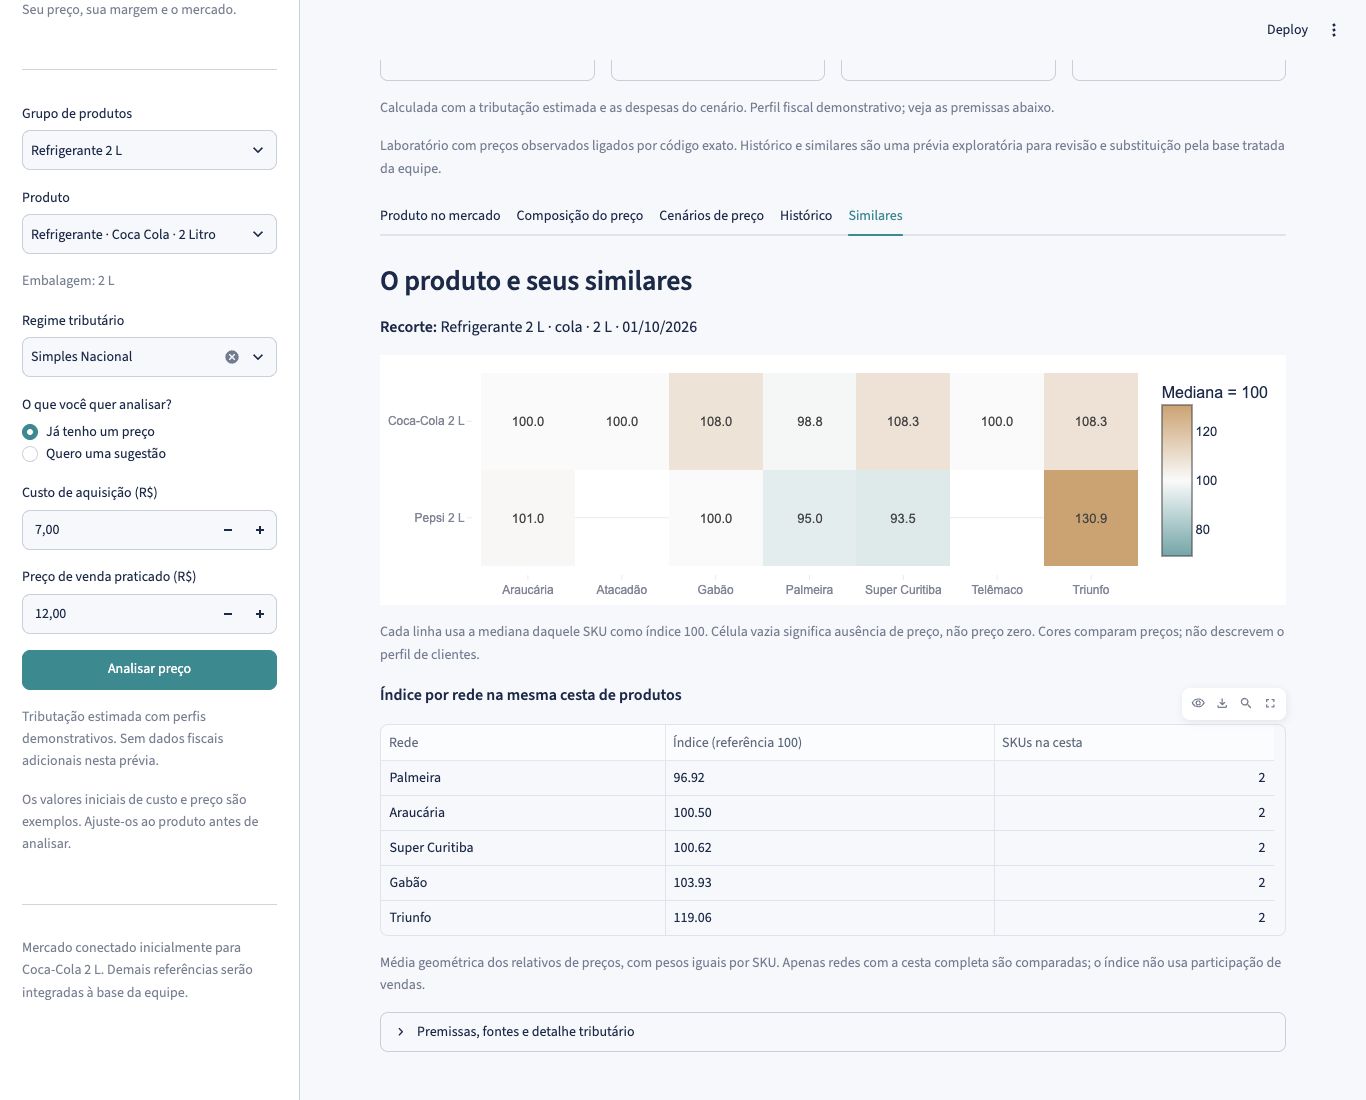 Seu preço, sua margem e o mercado.
Grupo de produtos
Refrigerante 2 L
Produto
Refrigerante · Coca Cola · 2 Litro
Embalagem: 2 L
Regime tributário
Simples Nacional
O que você quer analisar?
Já tenho um preço
Quero uma sugestão
Custo de aquisição (R$)
7,00
Preço de venda praticado (R$)
12,00
Analisar preço
Tributação estimada com perfis
demonstrativos. Sem dados fiscais
adicionais nesta prévia.
Os valores iniciais de custo e preço são
exemplos. Ajuste-os ao produto antes de
analisar.
Mercado conectado inicialmente para
Coca-Cola 2 L. Demais referências serão
integradas à base da equipe.
Deploy
Calculada com a tributação estimada e as despesas do cenário. Perfil fiscal demonstrativo; veja as premissas abaixo.
Laboratório com preços observados ligados por código exato. Histórico e similares são uma prévia exploratória para revisão e substituição pela base tratada
da equipe.
Produto no mercado Composição do preço Cenários de preço Histórico Similares
O produto e seus similares
Recorte: Refrigerante 2 L · cola · 2 L · 01/10/2026
Mediana = 100
Coca-Cola 2 L 100.0 100.0 108.0 98.8 108.3 100.0 108.3
Pepsi 2 L 101.0 100.0 95.0 93.5 130.9
Araucária Atacadão Gabão Palmeira Super Curitiba Telêmaco Triunfo
120
100
80
Cada linha usa a mediana daquele SKU como índice 100. Célula vazia significa ausência de preço, não preço zero. Cores comparam preços; não descrevem o
perfil de clientes.
Índice por rede na mesma cesta de produtos
Rede Índice (referência 100) SKUs na cesta
Palmeira 96.92 2
Araucária 100.50 2
Super Curitiba 100.62 2
Gabão 103.93 2
Triunfo 119.06 2
Média geométrica dos relativos de preços, com pesos iguais por SKU. Apenas redes com a cesta completa são comparadas; o índice não usa participação de
vendas.
Premissas, fontes e detalhe tributário